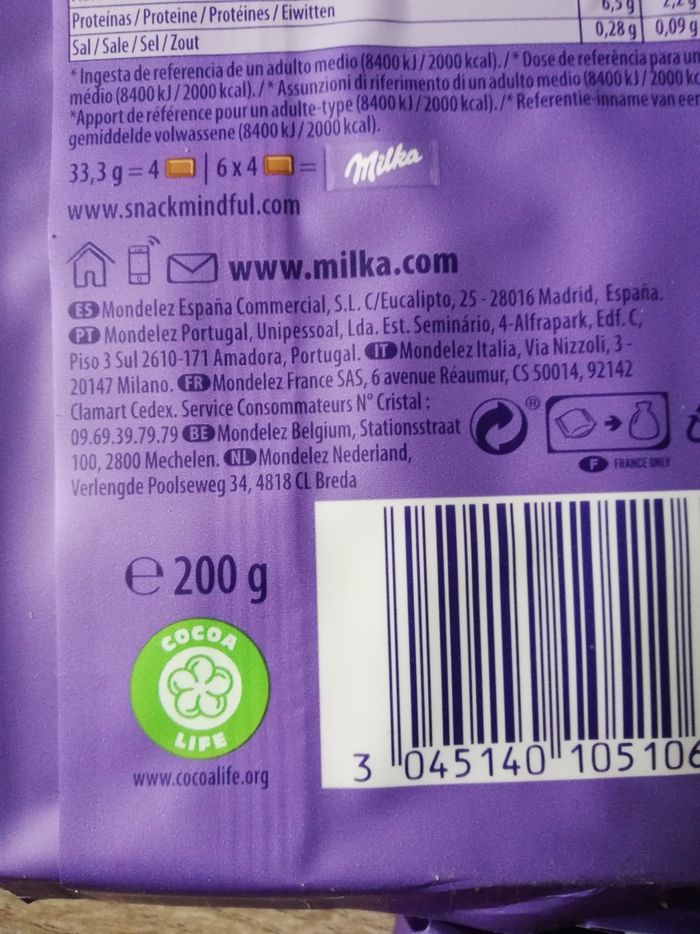 Proteínas / Proteine / Protéines / Eiwitten 6,5 g 2,2 g
Sal / Sale / Sel / Zout 0,28 g 0,09 g
* Ingesta de referencia de un adulto medio (8400 kJ / 2000 kcal). / * Dose de referência para um
médio (8400 kJ / 2000 kcal). / * Assunzioni di riferimento di un adulto medio (8400 kJ / 2000 kc
*Apport de référence pour un adulte-type (8400 kJ / 2000 kcal). /* Referentie-inname van een
gemiddelde volwassene (8400 kJ / 2000 kcal).
33,3 g = 4 | 6 x 4 = Milka
www.snackmindful.com
www.milka.com
ES Mondelez España Commercial, S.L. C/Eucalipto, 25 - 28016 Madrid, España.
PT Mondelez Portugal, Unipessoal, Lda. Est. Seminário, 4-Alfrapark, Edf. C,
Piso 3 Sul 2610-171 Amadora, Portugal. IT Mondelez Italia, Via Nizzoli, 3 -
20147 Milano. FR Mondelez France SAS, 6 avenue Réaumur, CS 50014, 92142
Clamart Cedex. Service Consommateurs N° Cristal :
09.69.39.79.79 BE Mondelez Belgium, Stationsstraat
100, 2800 Mechelen. NL Mondelez Nederland,
Verlengde Poolseweg 34, 4818 CL Breda
®
F FRANCE ONLY
e 200 g
COCOA
LIFE
www.cocoalife.org
3 045140 105106